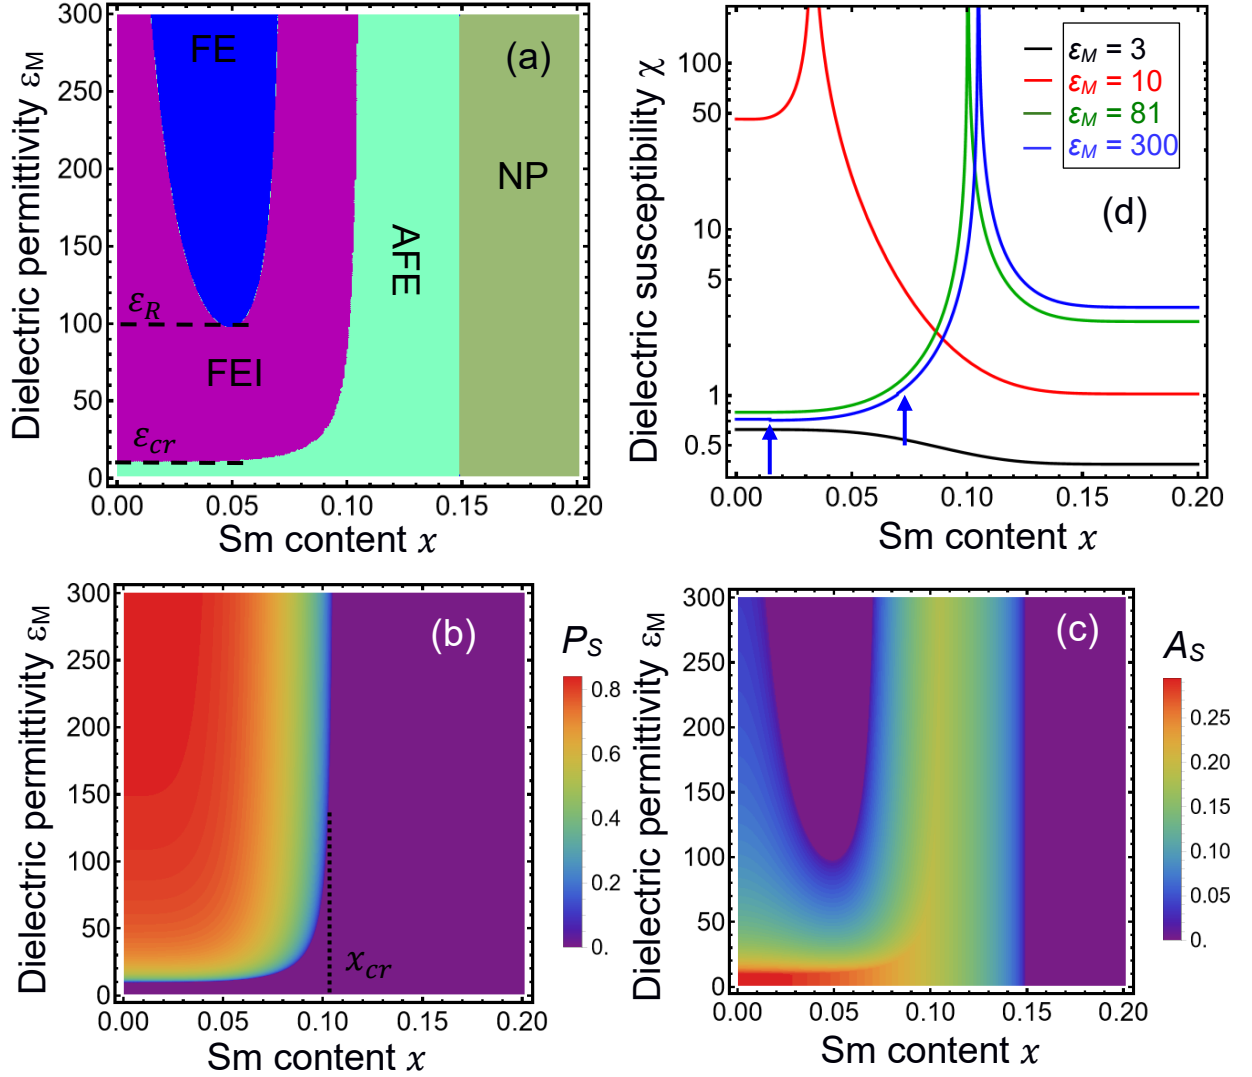 Dielectric permittivity εM
300
250
200
150
100
50
0
FE
(a)
NP
AFE
εR
FEI
εcr
0.00 0.05 0.10 0.15 0.20
Sm content x
Dielectric susceptibility χ
100
50
10
5
1
0.5
εM = 3
εM = 10
εM = 81
εM = 300
(d)
0.00 0.05 0.10 0.15 0.20
Sm content x
Dielectric permittivity εM
300
250
200
150
100
50
0
(b)
xcr
PS
0.8
0.6
0.4
0.2
0.
0.00 0.05 0.10 0.15 0.20
Sm content x
Dielectric permittivity εM
300
250
200
150
100
50
0
(c)
AS
0.25
0.20
0.15
0.10
0.05
0.
0.00 0.05 0.10 0.15 0.20
Sm content x